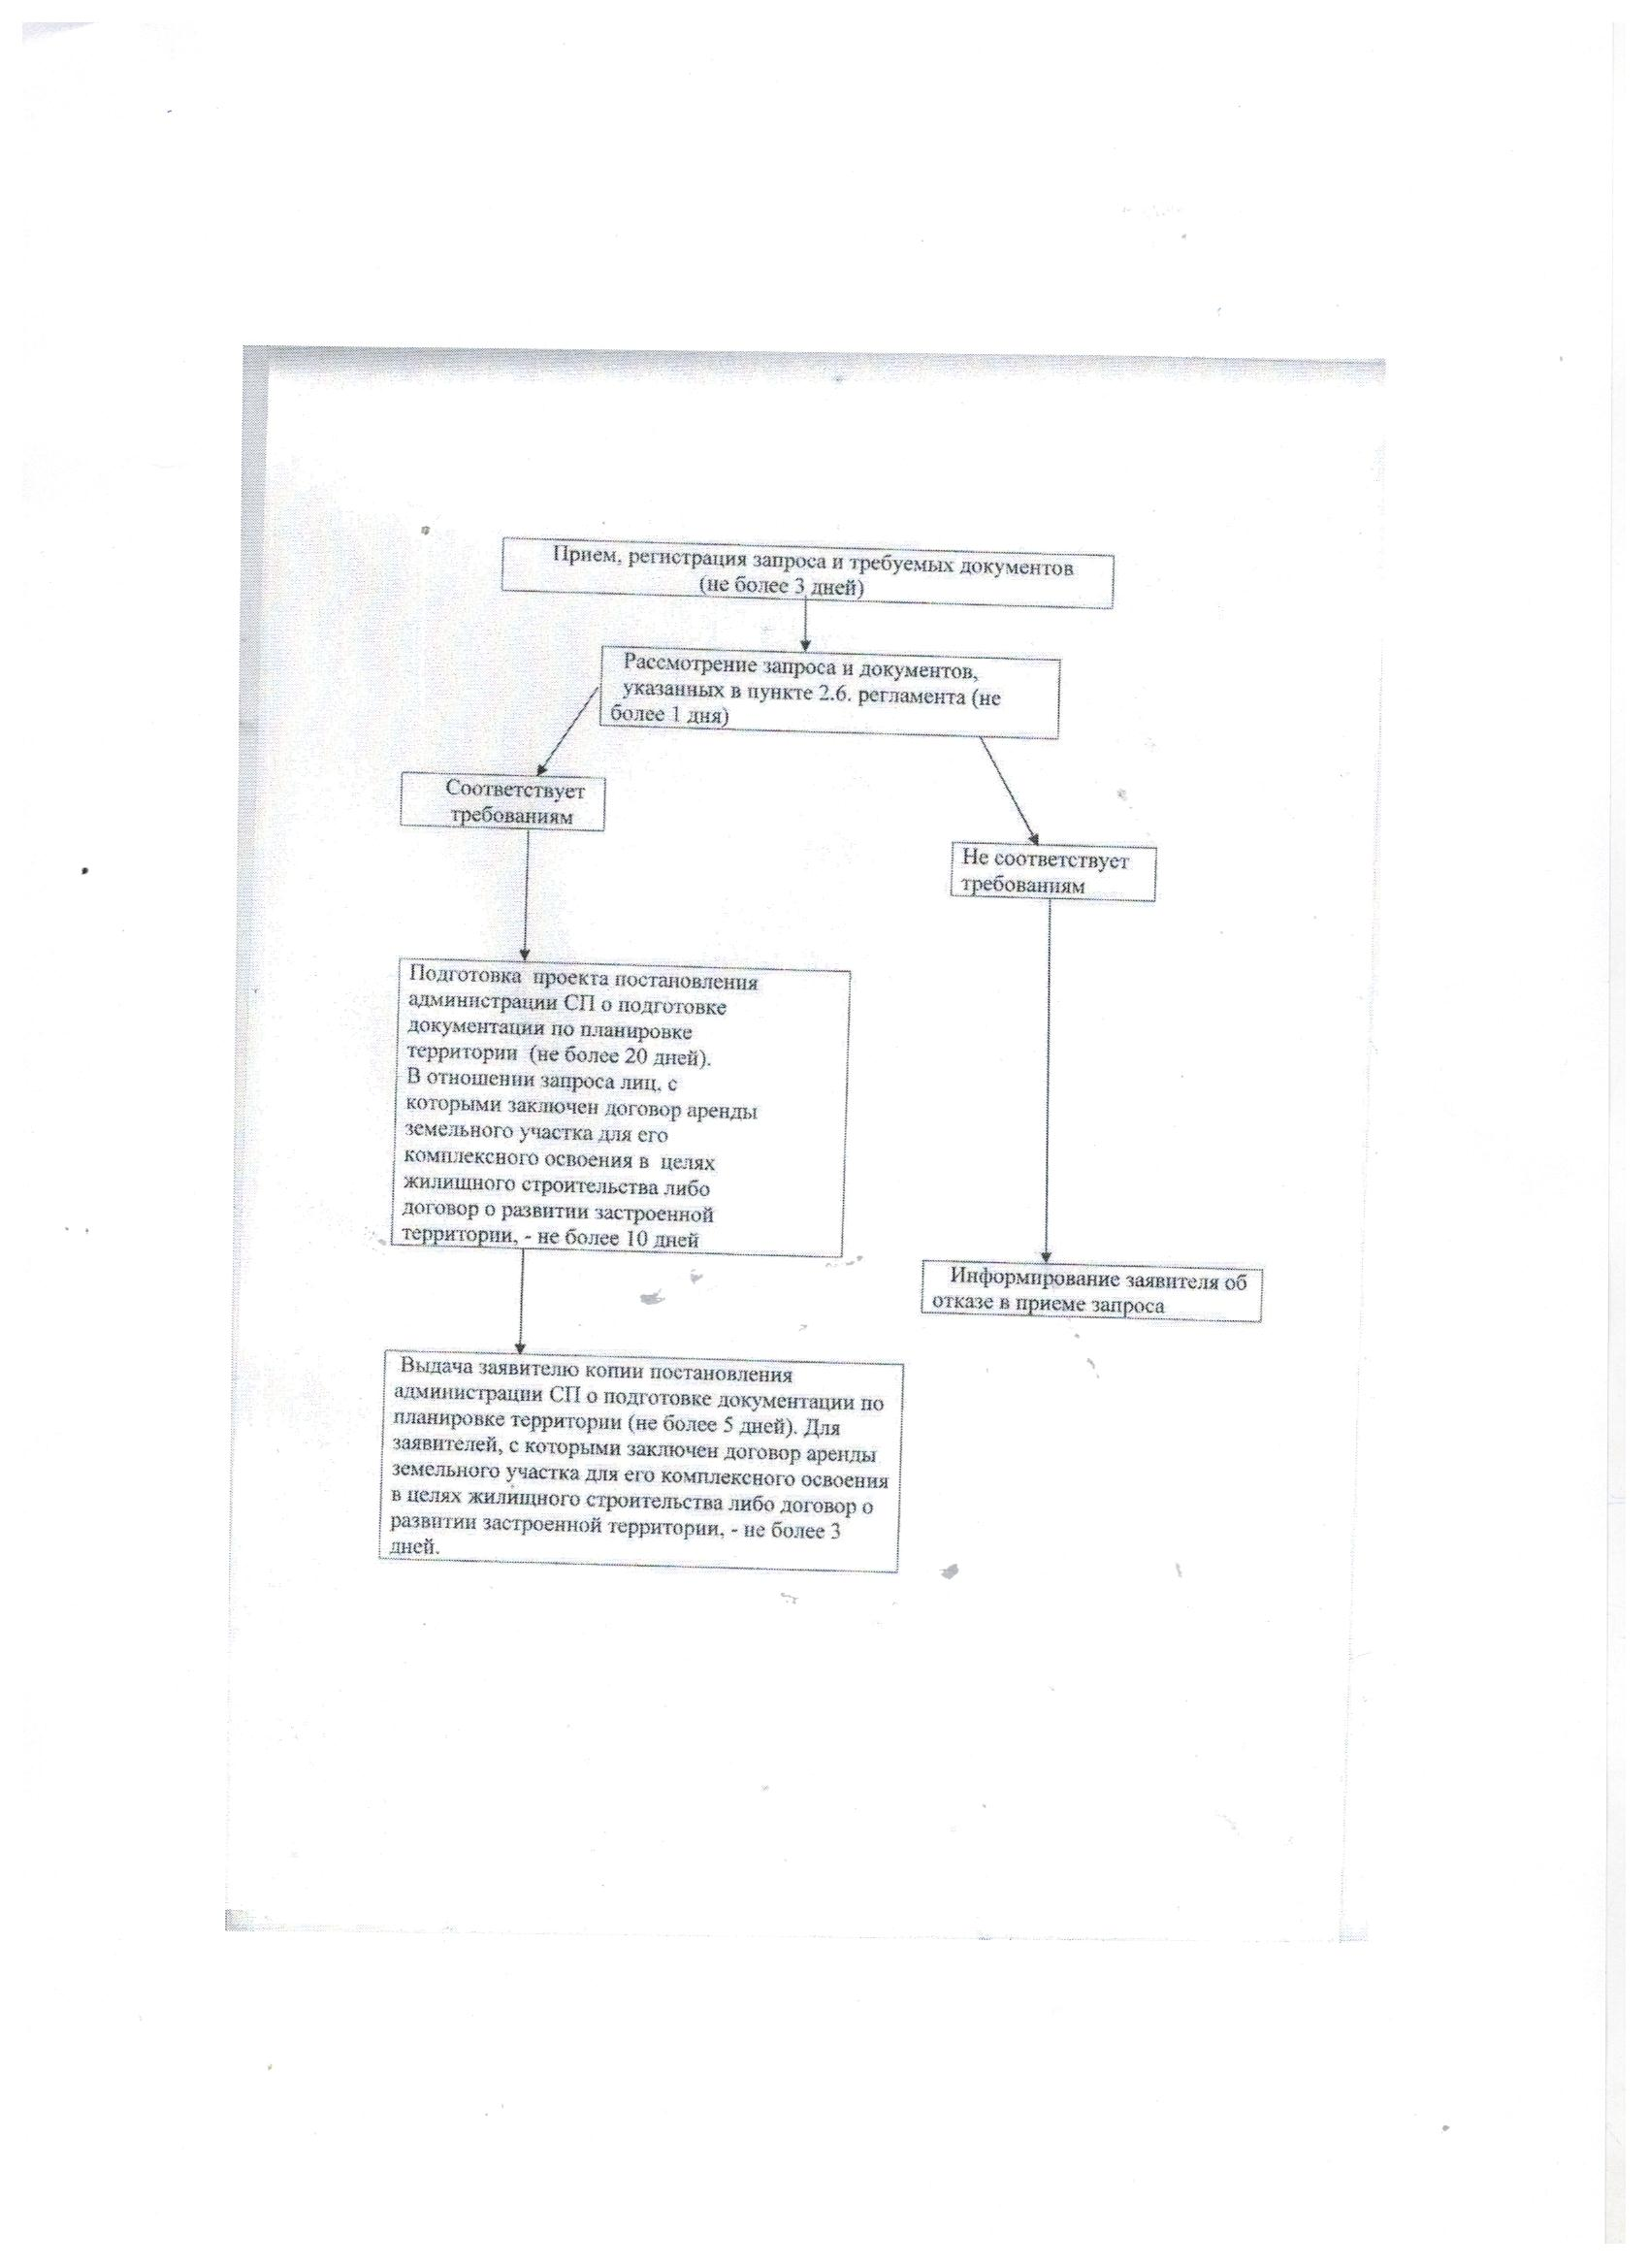 Прием, регистрация запроса и требуемых документов
(не более 3 дней)
Рассмотрение запроса и документов,
указанных в пункте 2.6. регламента (не
более 1 дня)
Соответствует
требованиям
Не соответствует
требованиям
Подготовка проекта постановления
администрации СП о подготовке
документации по планировке
территории (не более 20 дней).
В отношении запроса лиц, с
которыми заключен договор аренды
земельного участка для его
комплексного освоения в целях
жилищного строительства либо
договор о развитии застроенной
территории, - не более 10 дней
Информирование заявителя об
отказе в приеме запроса
Выдача заявителю копии постановления
администрации СП о подготовке документации по
планировке территории (не более 5 дней). Для
заявителей, с которыми заключен договор аренды
земельного участка для его комплексного освоения
в целях жилищного строительства либо договор о
развитии застроенной территории, - не более 3
дней.